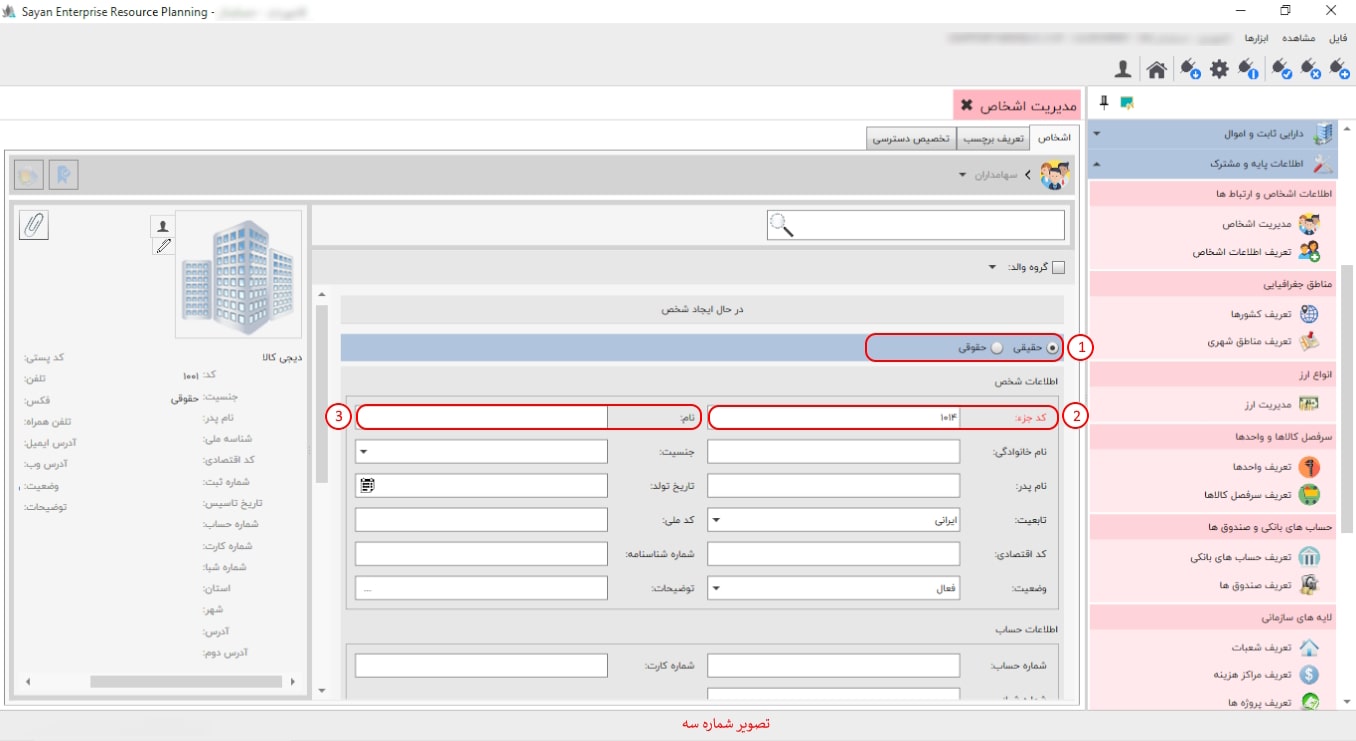 Sayan Enterprise Resource Planning -
فایل مشاهده ابزارها
مدیریت اشخاص
دارایی ثابت و اموال
اطلاعات پایه و مشترک
اطلاعات اشخاص و ارتباط ها
مدیریت اشخاص
تعریف اطلاعات اشخاص
مناطق جغرافیایی
تعریف کشورها
تعریف مناطق شهری
انواع ارز
مدیریت ارز
سرفصل کالاها و واحدها
تعریف واحدها
تعریف سرفصل کالاها
حساب های بانکی و صندوق ها
تعریف حساب های بانکی
تعریف صندوق ها
لایه های سازمانی
تعریف شعبات
تعریف مراکز هزینه
تعریف پروژه ها
اشخاص تعریف برچسب تخصیص دسترسی
سهامداران
گروه والد:
در حال ایجاد شخص
حقیقی حقوقی 1
اطلاعات شخص
2 کد جزء: ۱۰۱۴ نام: 3
نام خانوادگی: جنسیت:
نام پدر: تاریخ تولد:
تابعیت: ایرانی کد ملی:
کد اقتصادی: شماره شناسنامه:
وضعیت: فعال توضیحات: ...
اطلاعات حساب
شماره حساب: شماره کارت:
دیجی کالا
کد: ۱۰۰۱
جنسیت: حقوقی
نام پدر:
شناسه ملی:
کد اقتصادی:
شماره ثبت:
تاریخ تاسیس:
شماره حساب:
شماره کارت:
شماره شبا:
استان:
شهر:
آدرس:
آدرس دوم:
کد پستی:
تلفن:
فکس:
تلفن همراه:
آدرس ایمیل:
آدرس وب:
وضعیت:
توضیحات:
تصویر شماره سه